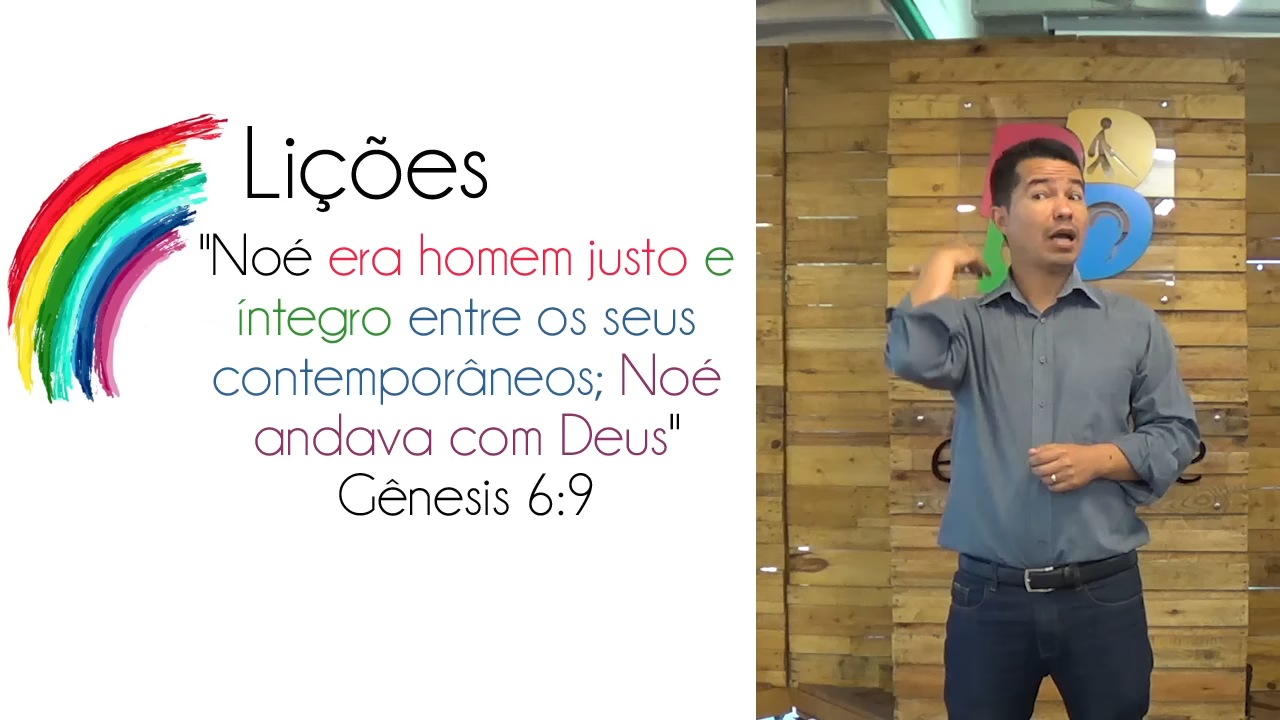 Lições
"Noé era homem justo e
íntegro entre os seus
contemporâneos; Noé
andava com Deus"
Gênesis 6:9